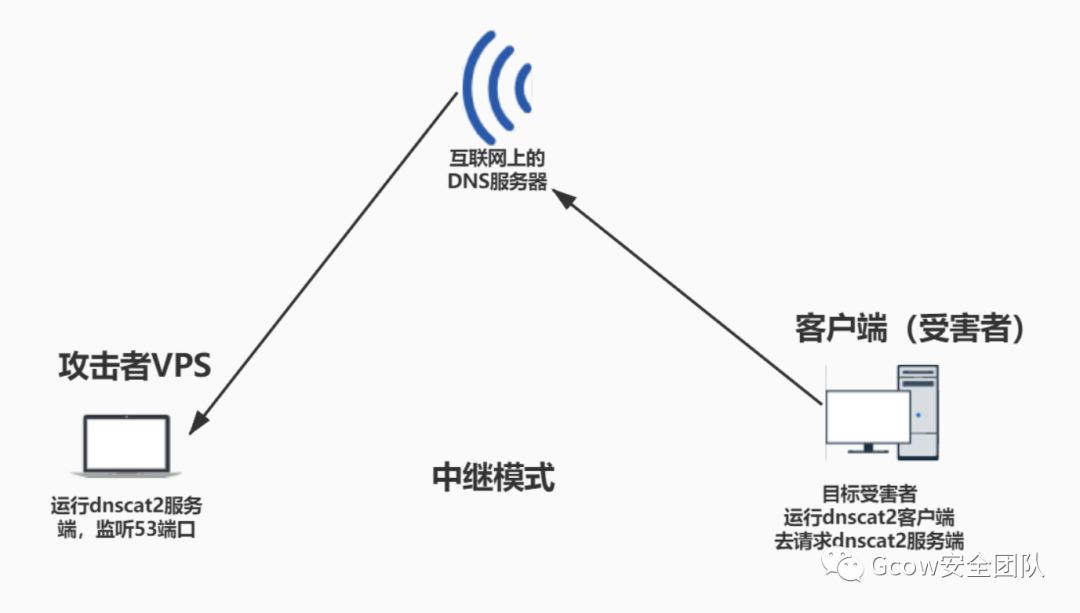 互联网上的
DNS服务器
客户端（受害者）
攻击者VPS
中继模式
运行dnscat2服务
端，监听53端口
目标受害者
运行dnscat2客户端
去请求dnscat2服务端
Gcow安全团队